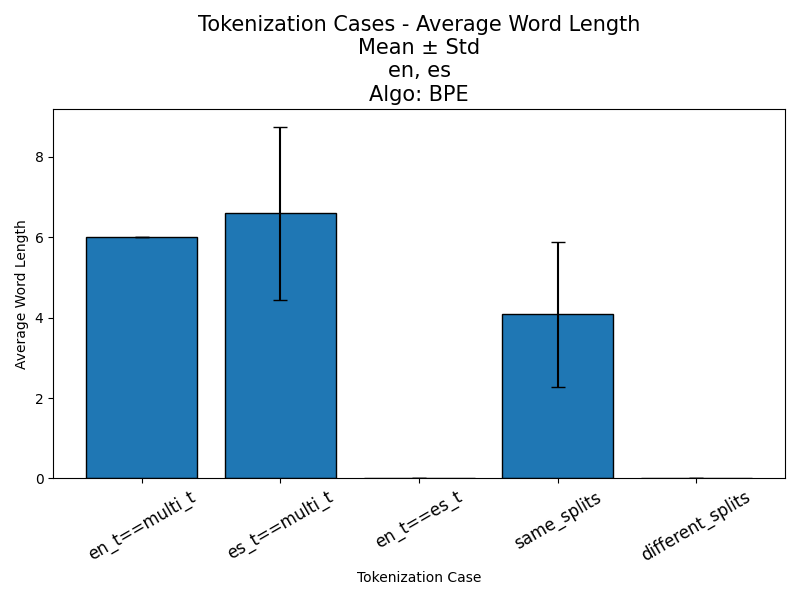 Tokenization Cases - Average Word Length
Mean ± Std
en, es
Algo: BPE
Average Word Length
8
6
4
2
0
en_t==multi_t
es_t==multi_t
en_t==es_t
same_splits
different_splits
Tokenization Case